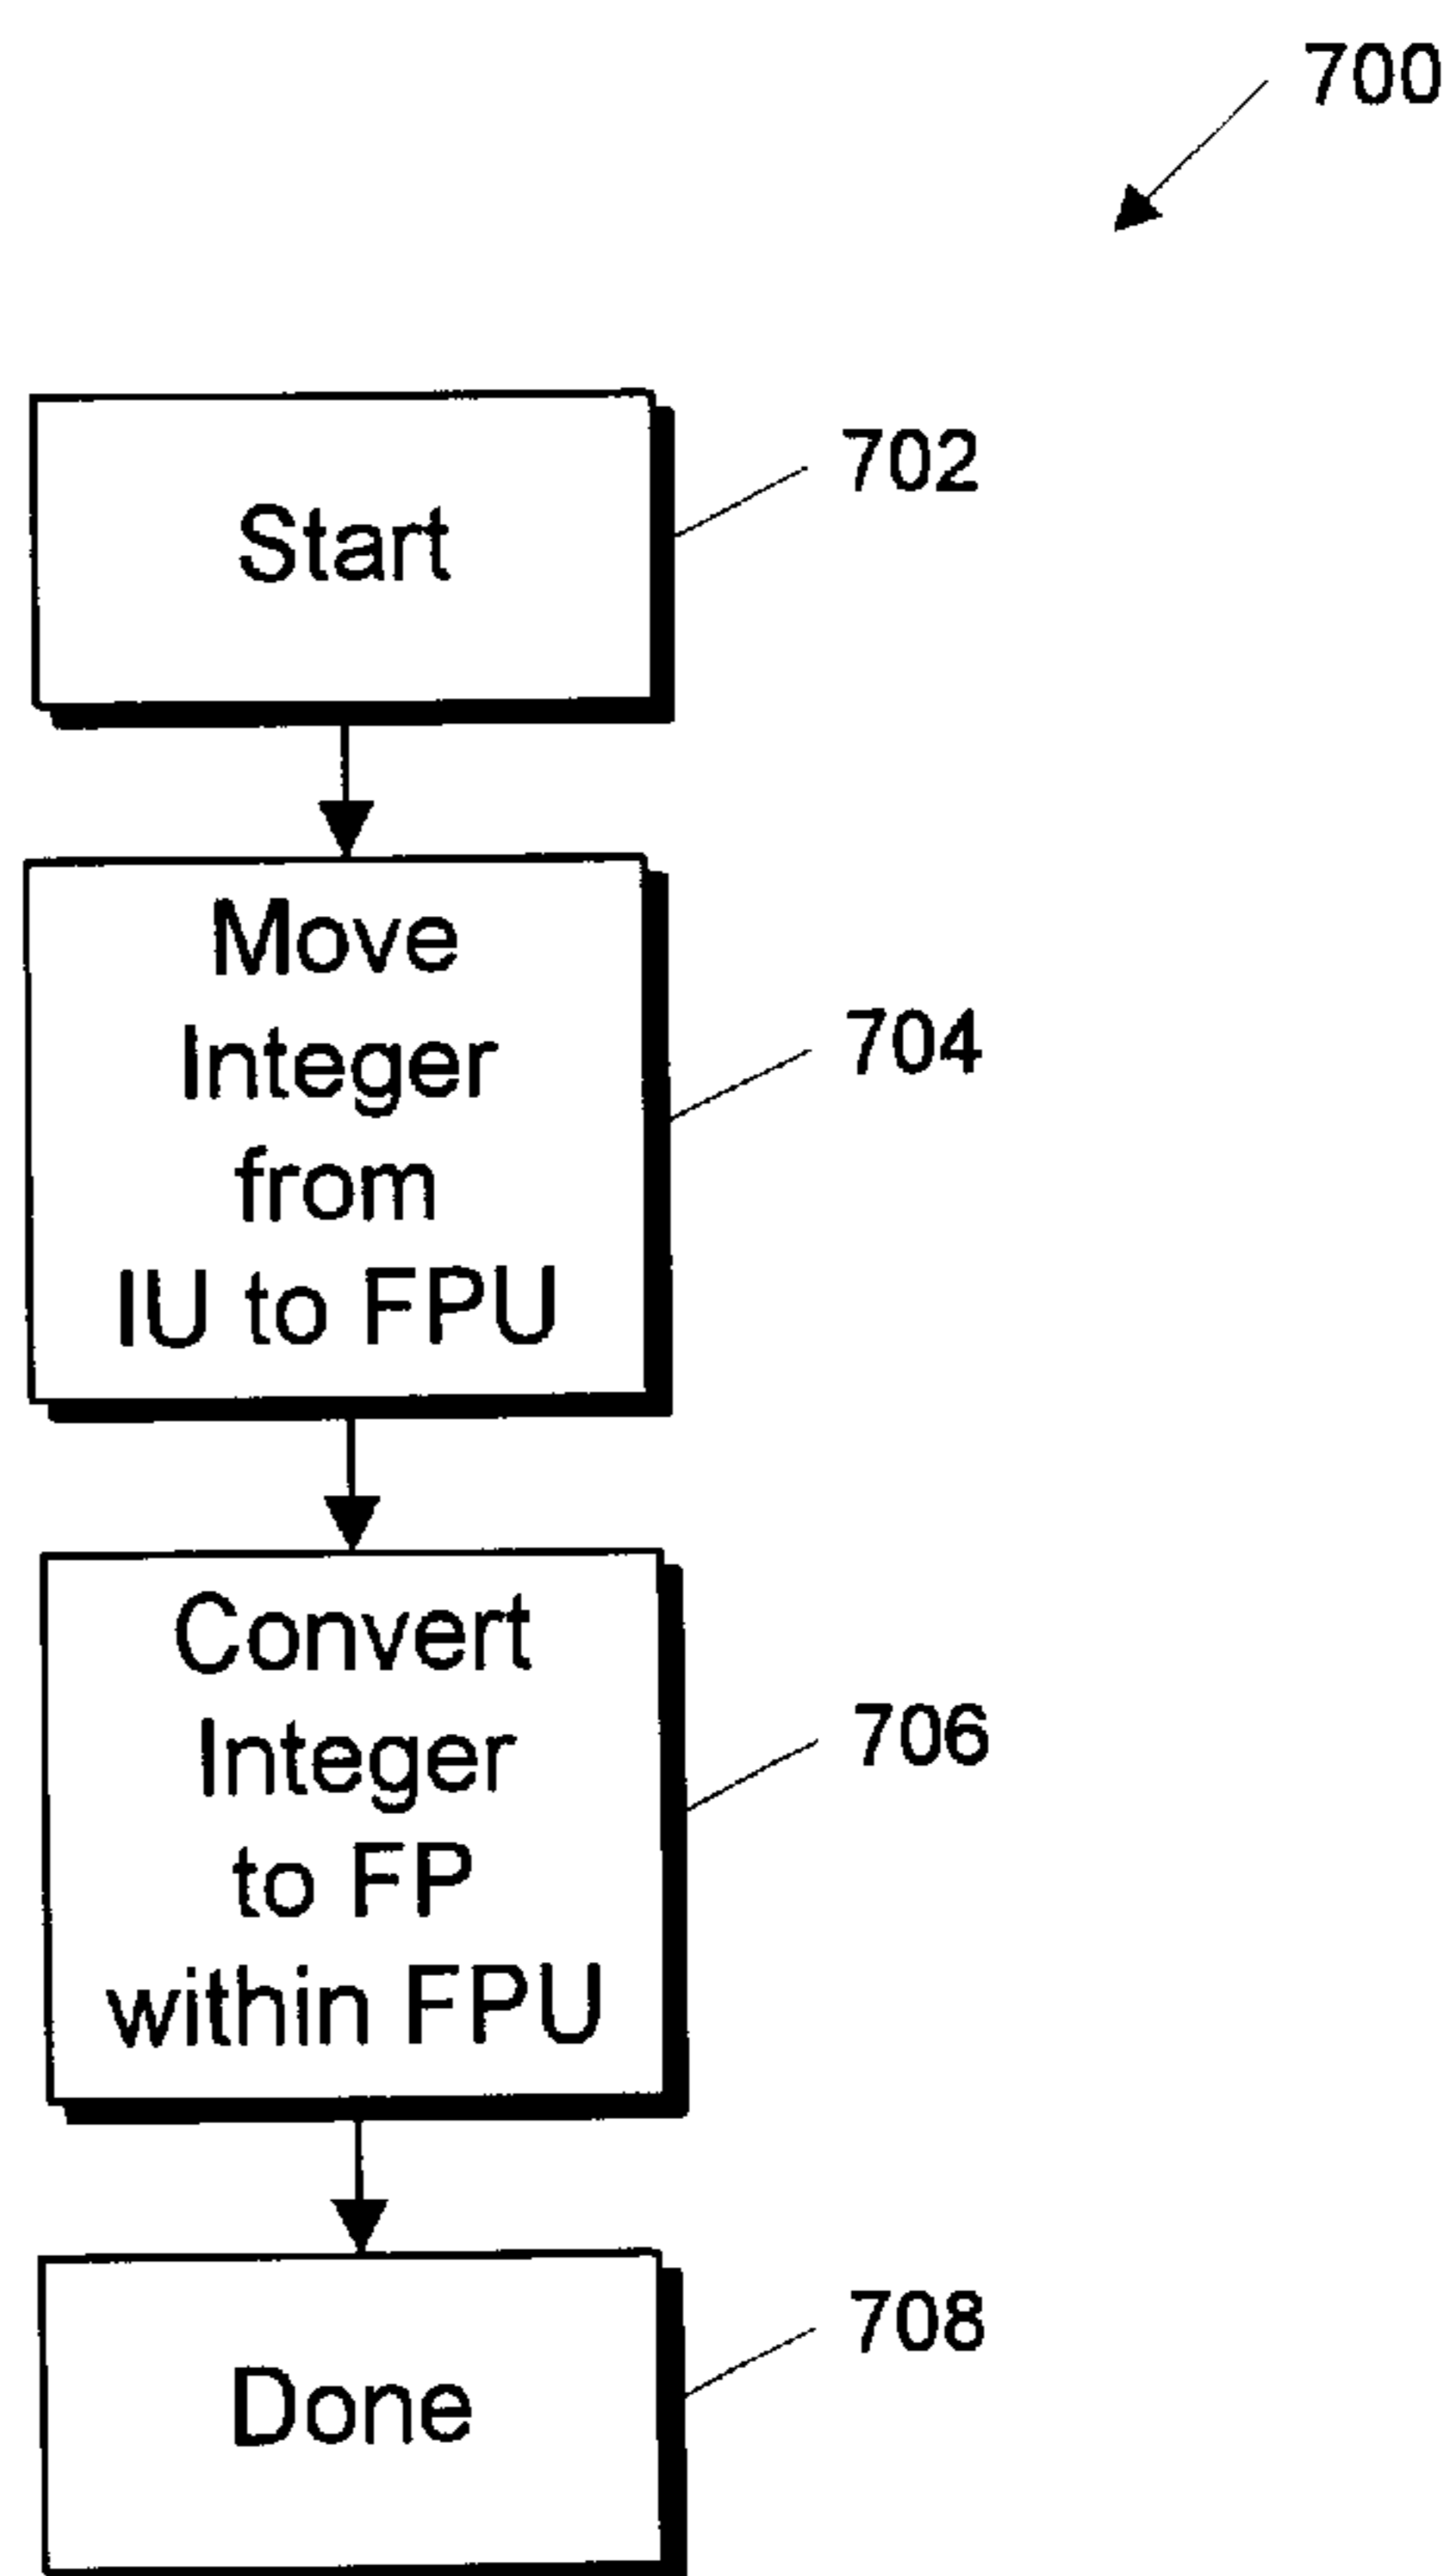 700
Start
702
Move
Integer
from
IU to FPU
704
Convert
Integer
to FP
within FPU
706
Done
708